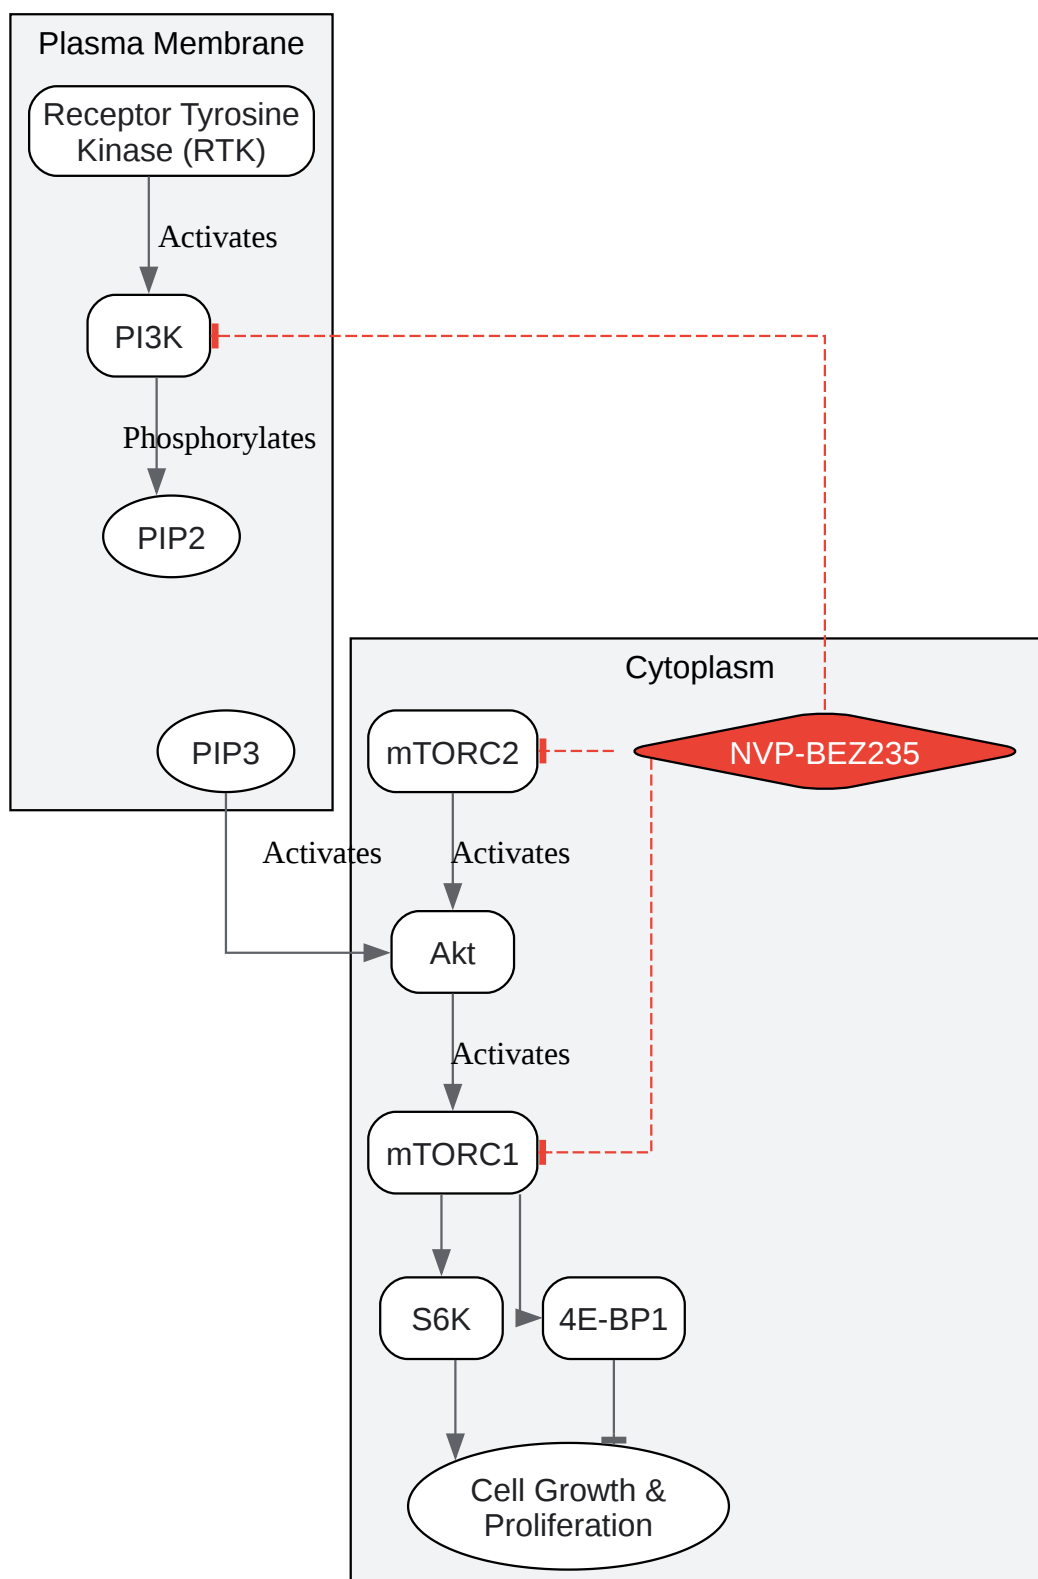 Plasma Membrane
Receptor Tyrosine
Kinase (RTK)
Activates
PI3K
Phosphorylates
PIP2
Cytoplasm
PIP3
mTORC2
NVP-BEZ235
Activates
Activates
Akt
Activates
mTORC1
S6K
4E-BP1
Cell Growth &
Proliferation